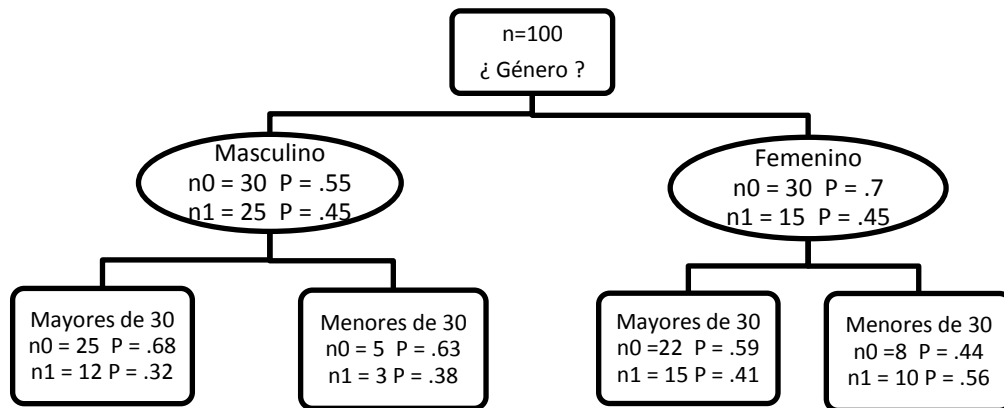 n=100
¿ Género ?
Masculino
n0 = 30 P = .55
n1 = 25 P = .45
Femenino
n0 = 30 P = .7
n1 = 15 P = .45
Mayores de 30
n0 = 25 P = .68
n1 = 12 P = .32
Menores de 30
n0 = 5 P = .63
n1 = 3 P = .38
Mayores de 30
n0 =22 P = .59
n1 = 15 P = .41
Menores de 30
n0 =8 P = .44
n1 = 10 P = .56